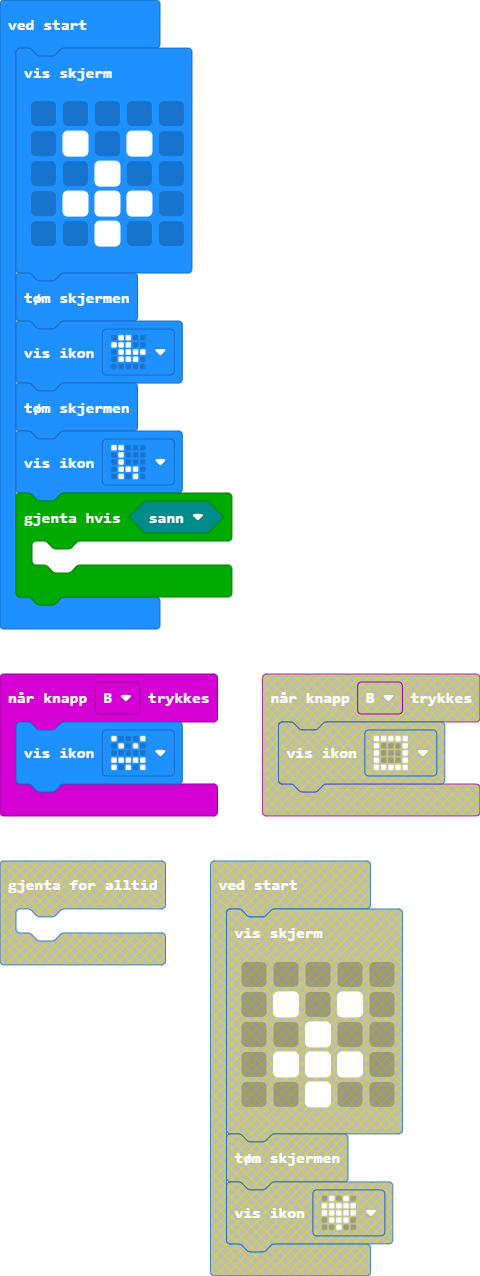 ved start
vis skjerm
tøm skjermen
vis ikon
tøm skjermen
vis ikon
gjenta hvis sann
når knapp B trykkes
vis ikon
når knapp B trykkes
vis ikon
gjenta for alltid
ved start
vis skjerm
tøm skjermen
vis ikon